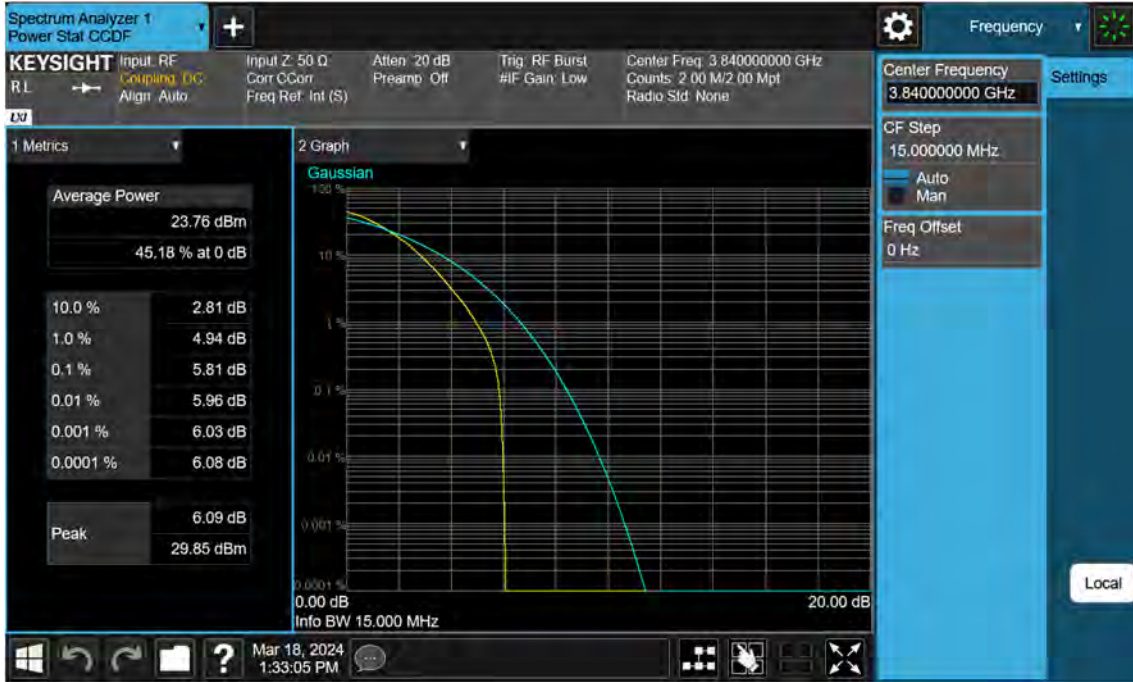 Spectrum Analyzer 1
Power Stat CCDF
Frequency
KEYSIGHT
R L
LXI
Input: RF
Coupling: DC
Align: Auto
Input Z: 50 Ω
Corr CCorr
Freq Ref: Int (S)
Atten: 20 dB
Preamp: Off
Trig: RF Burst
#IF Gain: Low
Center Freq: 3.840000000 GHz
Counts: 2.00 M/2.00 Mpt
Radio Std: None
Center Frequency
3.840000000 GHz
Settings
CF Step
15.000000 MHz
Auto
Man
Freq Offset
0 Hz
1 Metrics
Average Power
23.76 dBm
45.18 % at 0 dB
10.0 % 2.81 dB
1.0 % 4.94 dB
0.1 % 5.81 dB
0.01 % 5.96 dB
0.001 % 6.03 dB
0.0001 % 6.08 dB
Peak
6.09 dB
29.85 dBm
2 Graph
Gaussian
100 %
10 %
1 %
0.1 %
0.01 %
0.001 %
0.0001 %
0.00 dB 20.00 dB
Info BW 15.000 MHz
Local
?
Mar 18, 2024
1:33:05 PM